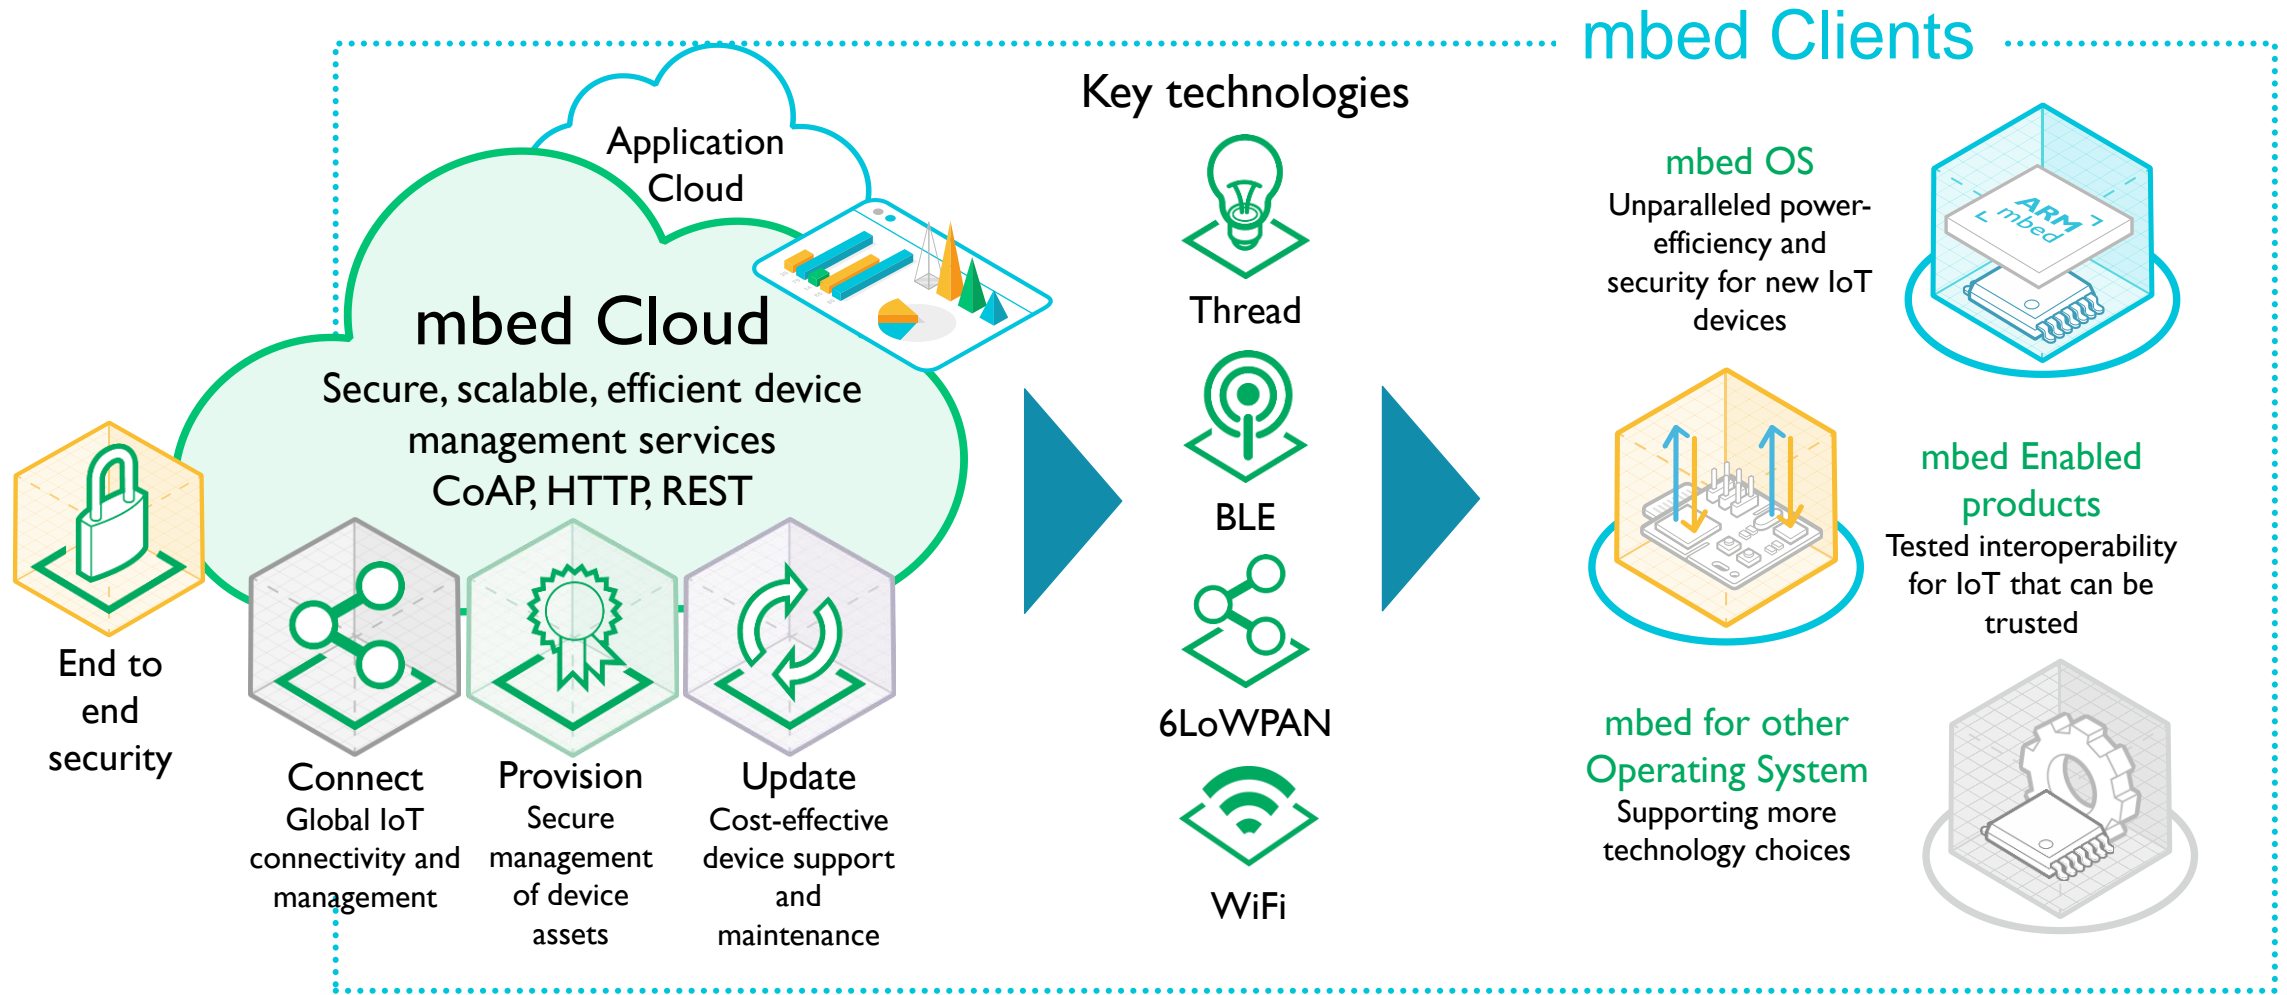 mbed Clients
Application
Cloud
mbed Cloud
Secure, scalable, efficient device
management services
CoAP, HTTP, REST
End to
end
security
Connect
Global IoT
connectivity and
management
Provision
Secure
management
of device
assets
Update
Cost-effective
device support
and
maintenance
Key technologies
Thread
BLE
6LoWPAN
WiFi
mbed OS
Unparalleled power-
efficiency and
security for new IoT
devices
ARM
mbed
mbed Enabled
products
Tested interoperability
for IoT that can be
trusted
mbed for other
Operating System
Supporting more
technology choices